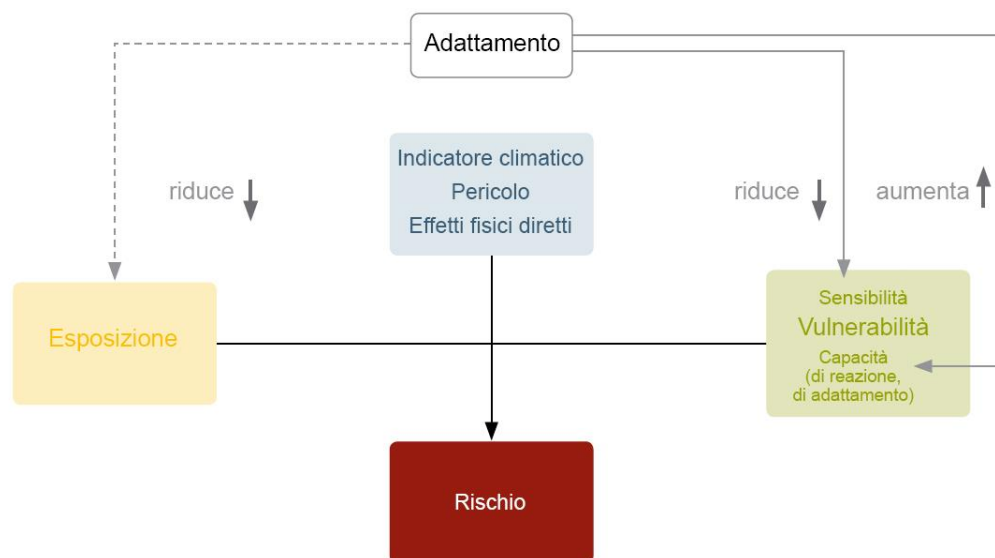 Adattamento
Indicatore climatico
Pericolo
Effetti fisici diretti
riduce
riduce
aumenta
Esposizione
Sensibilità
Vulnerabilità
Capacità
(di reazione,
di adattamento)
Rischio